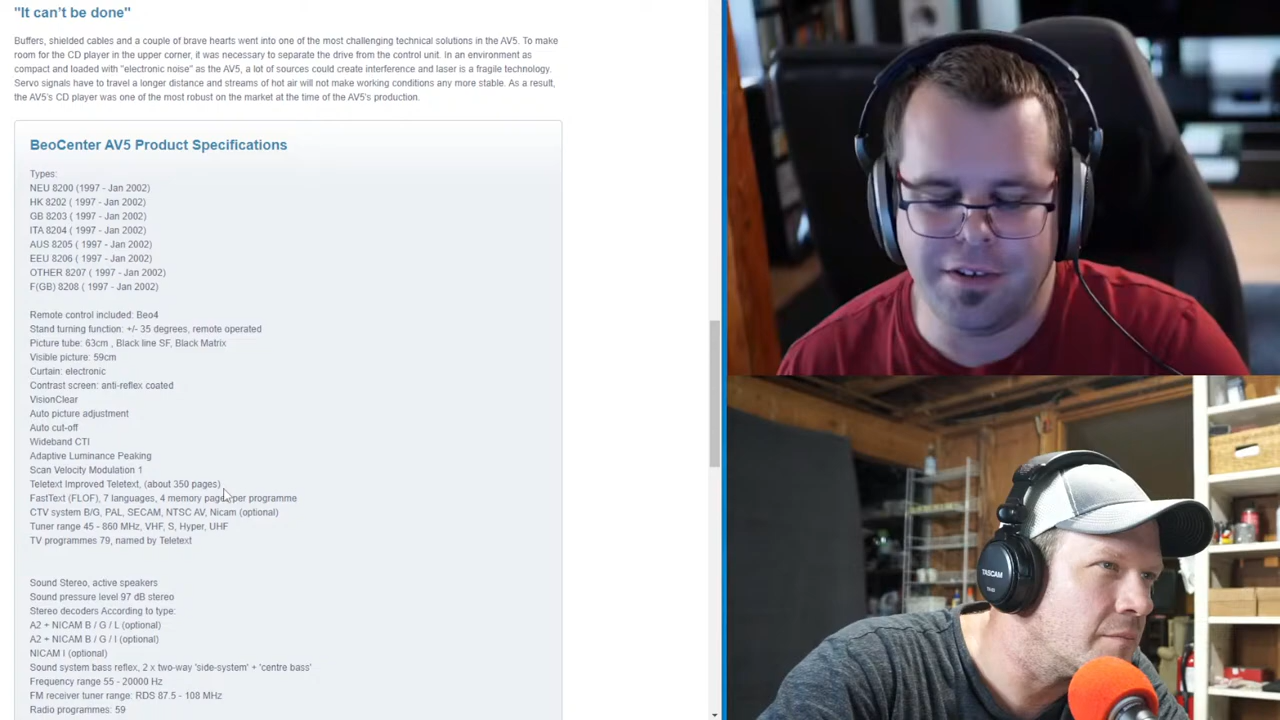 "It can't be done"
Buffers, shielded cables and a couple of brave hearts went into one of the most challenging technical solutions in the AV5. To make
room for the CD player in the upper corner, it was necessary to separate the drive from the control unit. In an environment as
compact and loaded with "electronic noise" as the AV5, a lot of sources could create interference and laser is a fragile technology.
Servo signals have to travel a longer distance and streams of hot air will not make working conditions any more stable. As a result,
the AV5's CD player was one of the most robust on the market at the time of the AV5's production.
BeoCenter AV5 Product Specifications
Types:
NEU 8200 (1997 - Jan 2002)
HK 8202 ( 1997 - Jan 2002)
GB 8203 ( 1997 - Jan 2002)
ITA 8204 ( 1997 - Jan 2002)
AUS 8205 ( 1997 - Jan 2002)
EEU 8206 ( 1997 - Jan 2002)
OTHER 8207 ( 1997 - Jan 2002)
F(GB) 8208 ( 1997 - Jan 2002)
Remote control included: Beo4
Stand turning function: +/- 35 degrees, remote operated
Picture tube: 63cm , Black line SF, Black Matrix
Visible picture: 59cm
Curtain: electronic
Contrast screen: anti-reflex coated
VisionClear
Auto picture adjustment
Auto cut-off
Wideband CTI
Adaptive Luminance Peaking
Scan Velocity Modulation 1
Teletext Improved Teletext, (about 350 pages)
FastText (FLOF), 7 languages, 4 memory pages per programme
CTV system B/G, PAL, SECAM, NTSC AV, Nicam (optional)
Tuner range 45 - 860 MHz, VHF, S, Hyper, UHF
TV programmes 79, named by Teletext
Sound Stereo, active speakers
Sound pressure level 97 dB stereo
Stereo decoders According to type:
A2 + NICAM B / G / L (optional)
A2 + NICAM B / G / I (optional)
NICAM I (optional)
Sound system bass reflex, 2 x two-way 'side-system' + 'centre bass'
Frequency range 55 - 20000 Hz
FM receiver tuner range: RDS 87.5 - 108 MHz
Radio programmes: 59
TASCAM